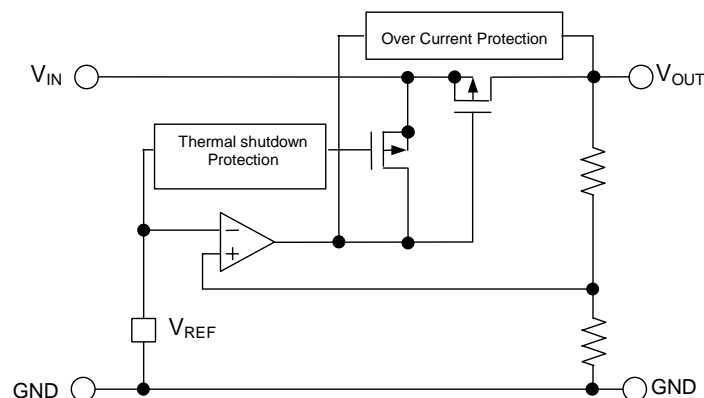 Over Current Protection
VIN
VOUT
Thermal shutdown
Protection
−
+
VREF
GND
GND